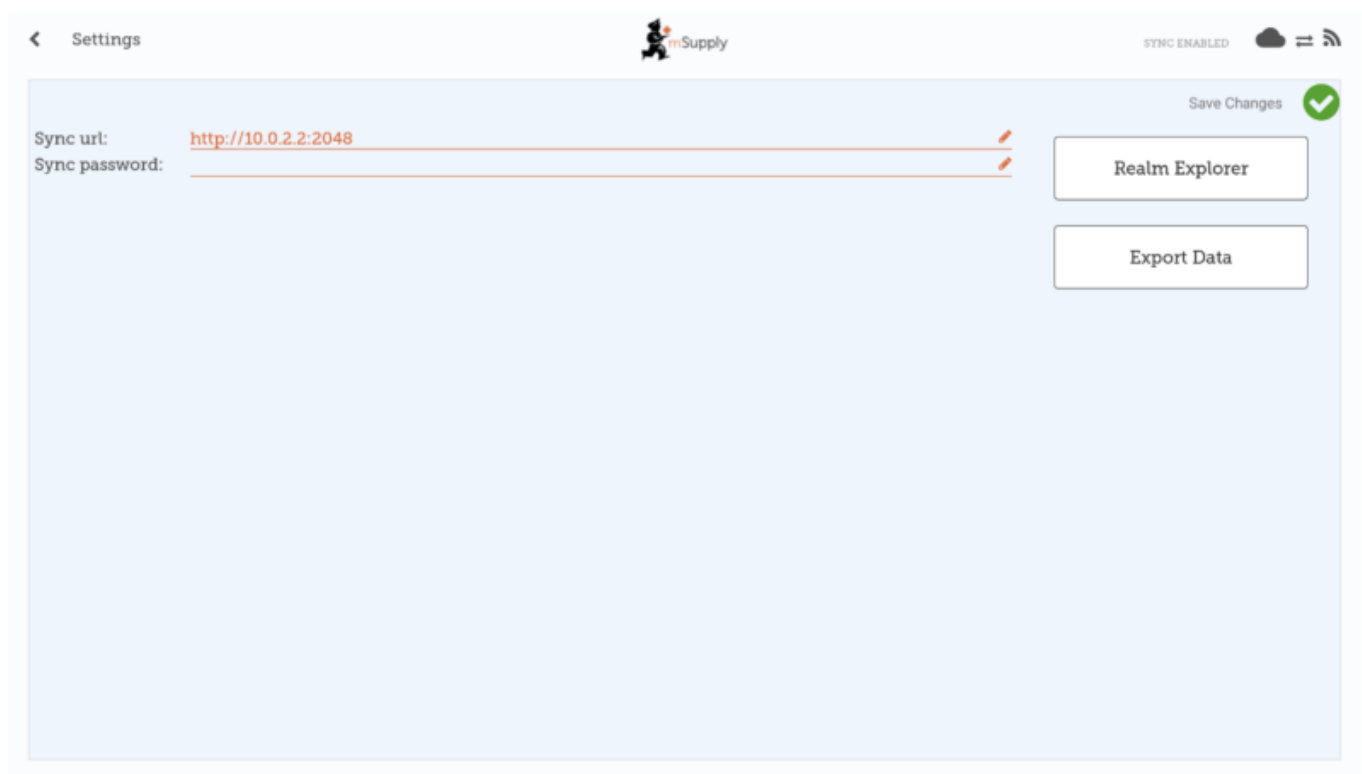 Settings
mSupply
SYNC ENABLED
Save Changes
Sync url: http://10.0.2.2:2048
Sync password:
Realm Explorer
Export Data